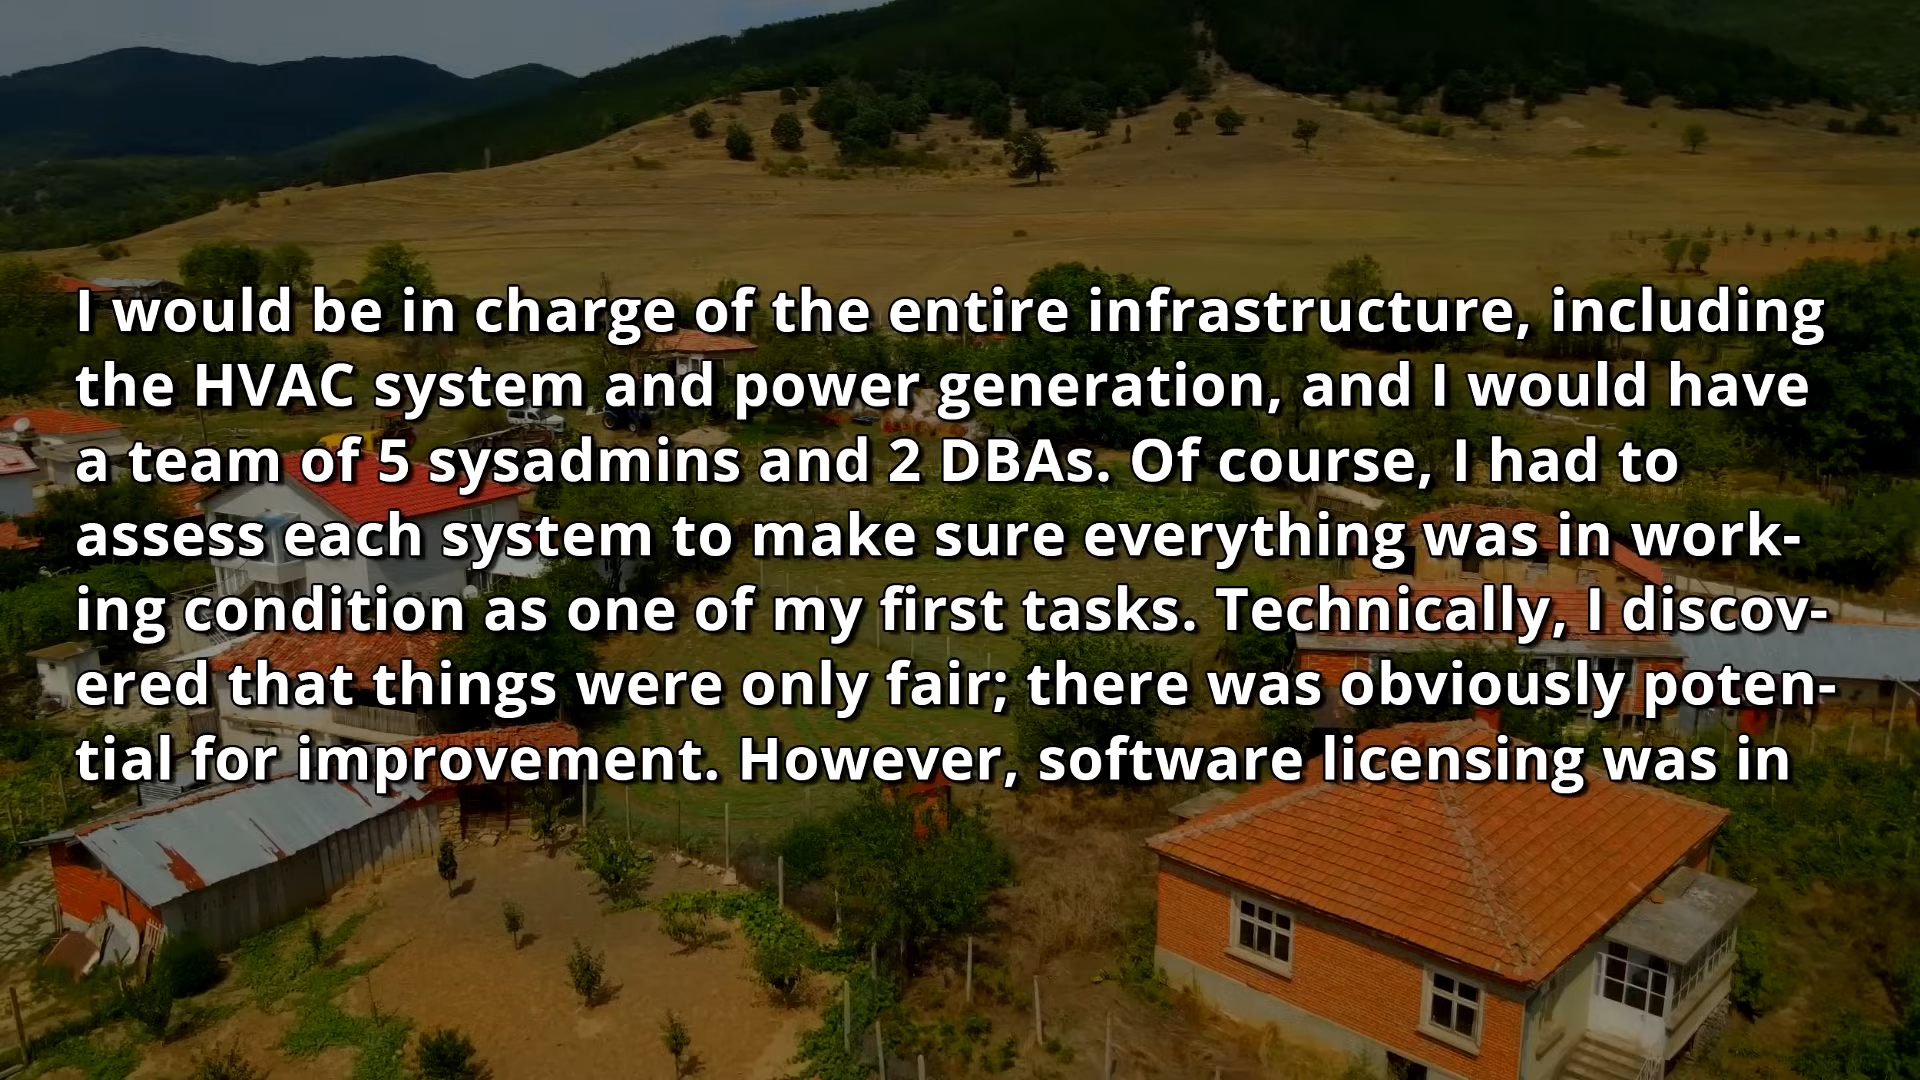 I would be in charge of the entire infrastructure, including
the HVAC system and power generation, and I would have
a team of 5 sysadmins and 2 DBAs. Of course, I had to
assess each system to make sure everything was in work-
ing condition as one of my first tasks. Technically, I discov-
ered that things were only fair; there was obviously poten-
tial for improvement. However, software licensing was in